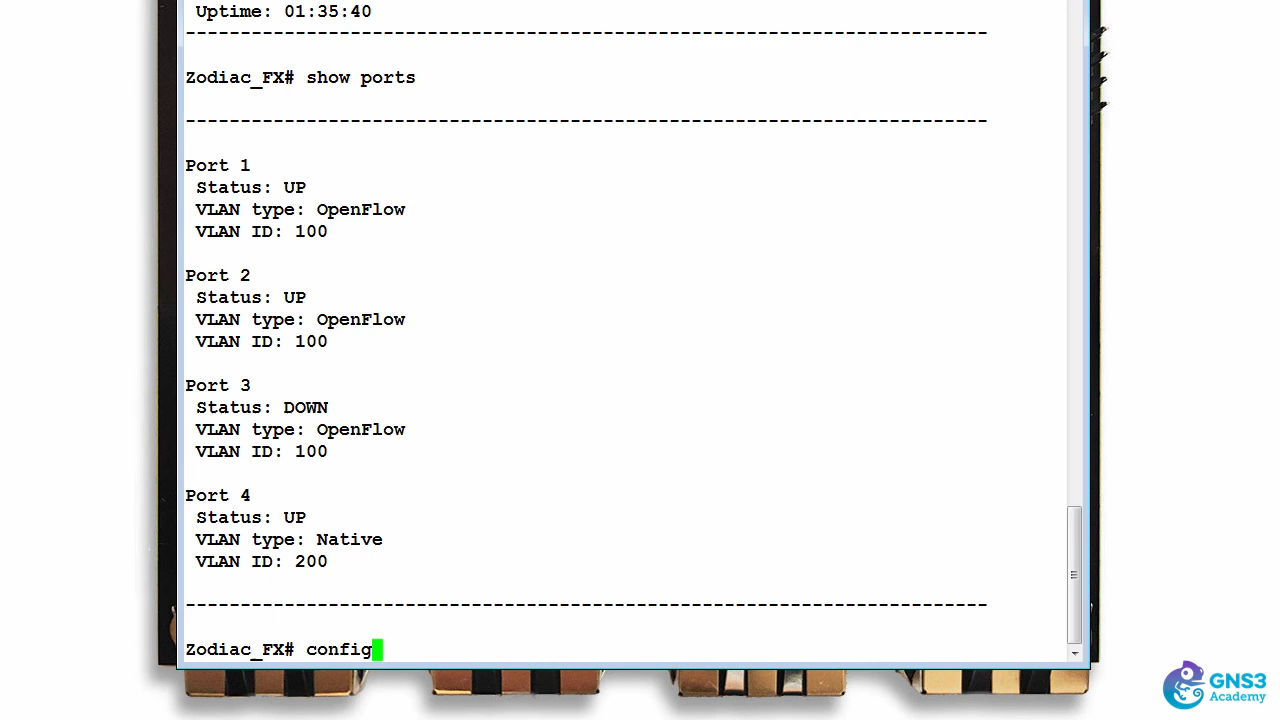 Uptime: 01:35:40
-------------------------------------------------------------------------
Zodiac_FX# show ports
-------------------------------------------------------------------------
Port 1
Status: UP
VLAN type: OpenFlow
VLAN ID: 100
Port 2
Status: UP
VLAN type: OpenFlow
VLAN ID: 100
Port 3
Status: DOWN
VLAN type: OpenFlow
VLAN ID: 100
Port 4
Status: UP
VLAN type: Native
VLAN ID: 200
-------------------------------------------------------------------------
Zodiac_FX# config
GNS3
Academy